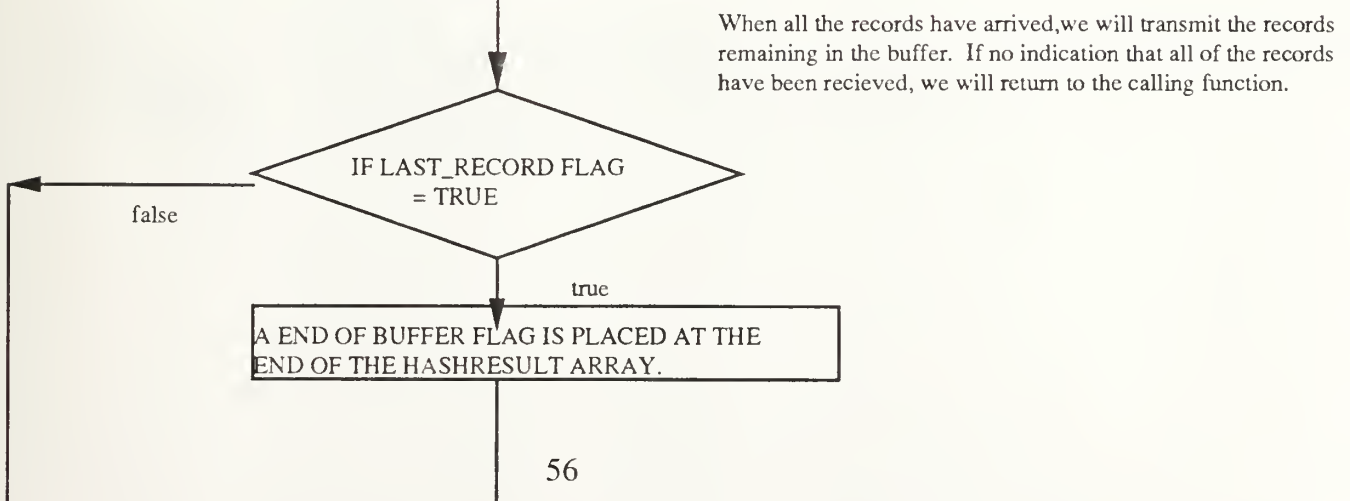 When all the records have arrived,we will transmit the records
remaining in the buffer. If no indication that all of the records
have been recieved, we will return to the calling function.
IF LAST_RECORD FLAG
= TRUE
false
true
A END OF BUFFER FLAG IS PLACED AT THE
END OF THE HASHRESULT ARRAY.
56